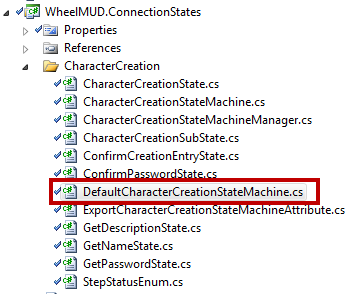 WheelMUD.ConnectionStates
Properties
References
CharacterCreation
CharacterCreationState.cs
CharacterCreationStateMachine.cs
CharacterCreationStateMachineManager.cs
CharacterCreationSubState.cs
ConfirmCreationEntryState.cs
ConfirmPasswordState.cs
DefaultCharacterCreationStateMachine.cs
ExportCharacterCreationStateMachineAttribute.cs
GetDescriptionState.cs
GetNameState.cs
GetPasswordState.cs
StepStatusEnum.cs